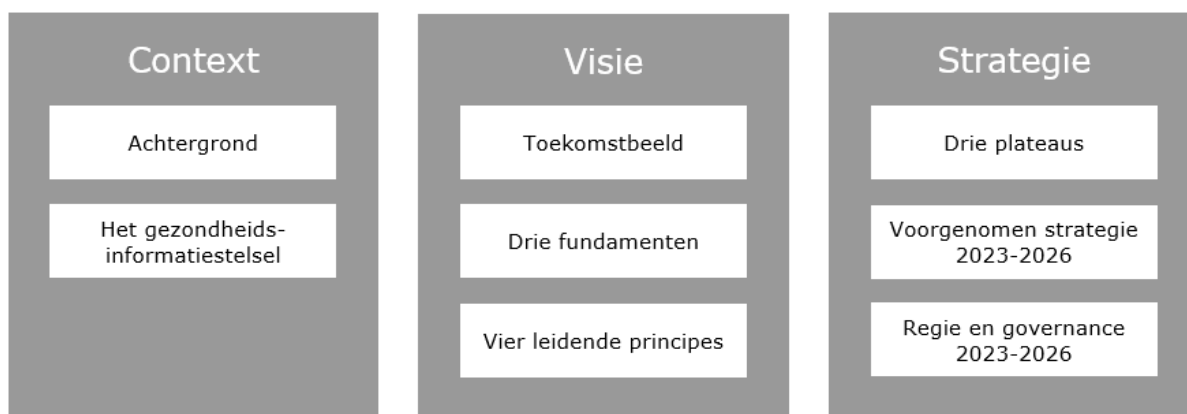 Context
Achtergrond
Het gezondheids-
informatiestelsel
Visie
Toekomstbeeld
Drie fundamenten
Vier leidende principes
Strategie
Drie plateaus
Voorgenomen strategie
2023-2026
Regie en governance
2023-2026